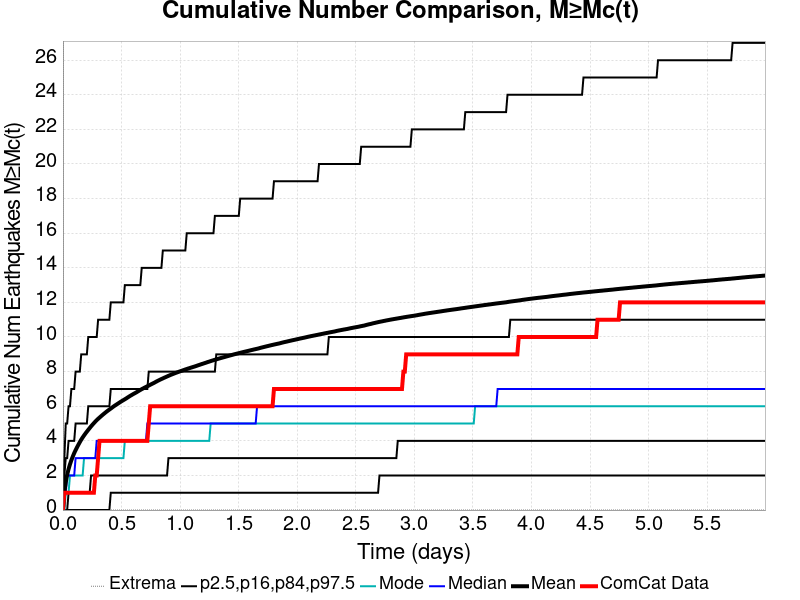 Cumulative Number Comparison, M≥Mc(t)
Cumulative Num Earthquakes M≥Mc(t)
26
24
22
20
18
16
14
12
10
8
6
4
2
0
0.0 0.5 1.0 1.5 2.0 2.5 3.0 3.5 4.0 4.5 5.0 5.5
Time (days)
Extrema p2.5,p16,p84,p97.5 Mode Median Mean ComCat Data